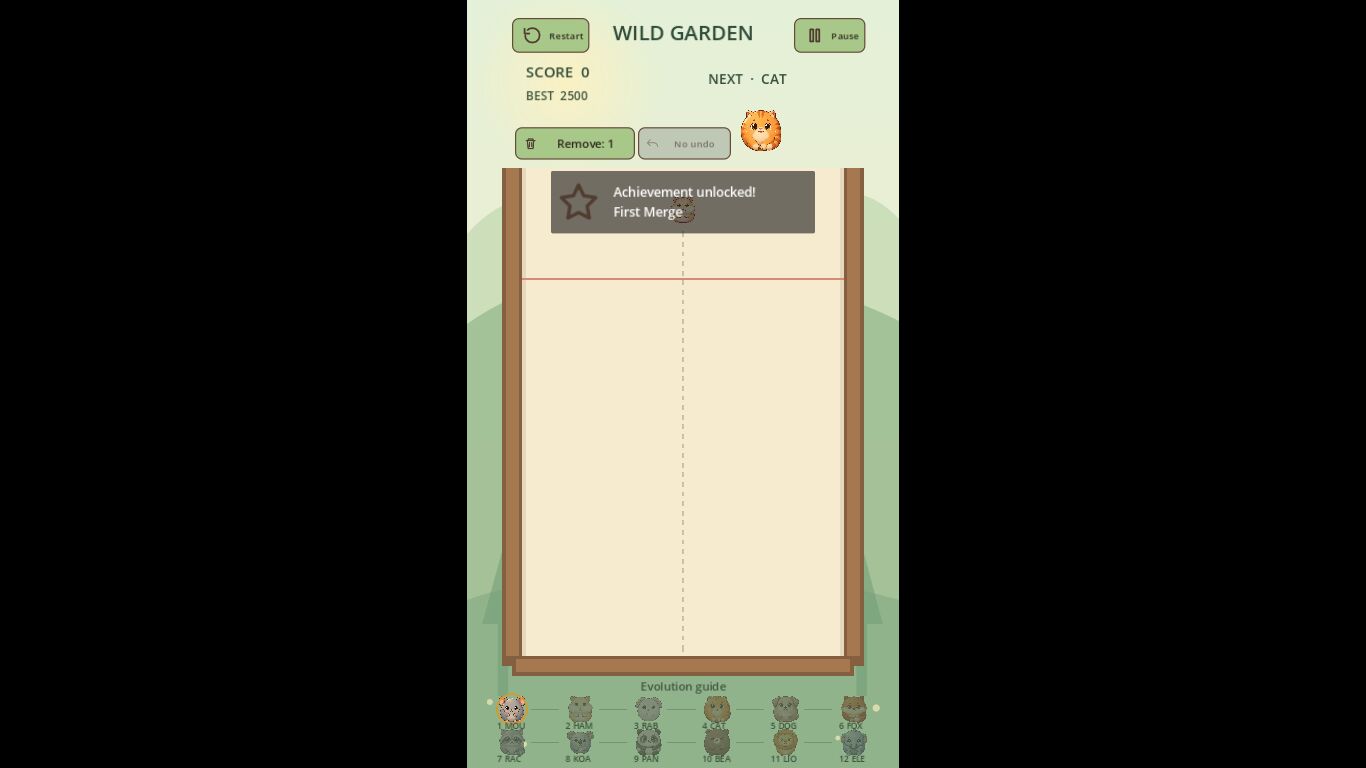 Restart
WILD GARDEN
Pause
SCORE 0
BEST 2500
NEXT · CAT
Remove: 1
No undo
Achievement unlocked!
First Merge
Evolution guide
1 MOU
2 HAM
3 RAB
4 CAT
5 DOG
6 FOX
7 RAC
8 KOA
9 PAN
10 BEA
11 LIO
12 ELE